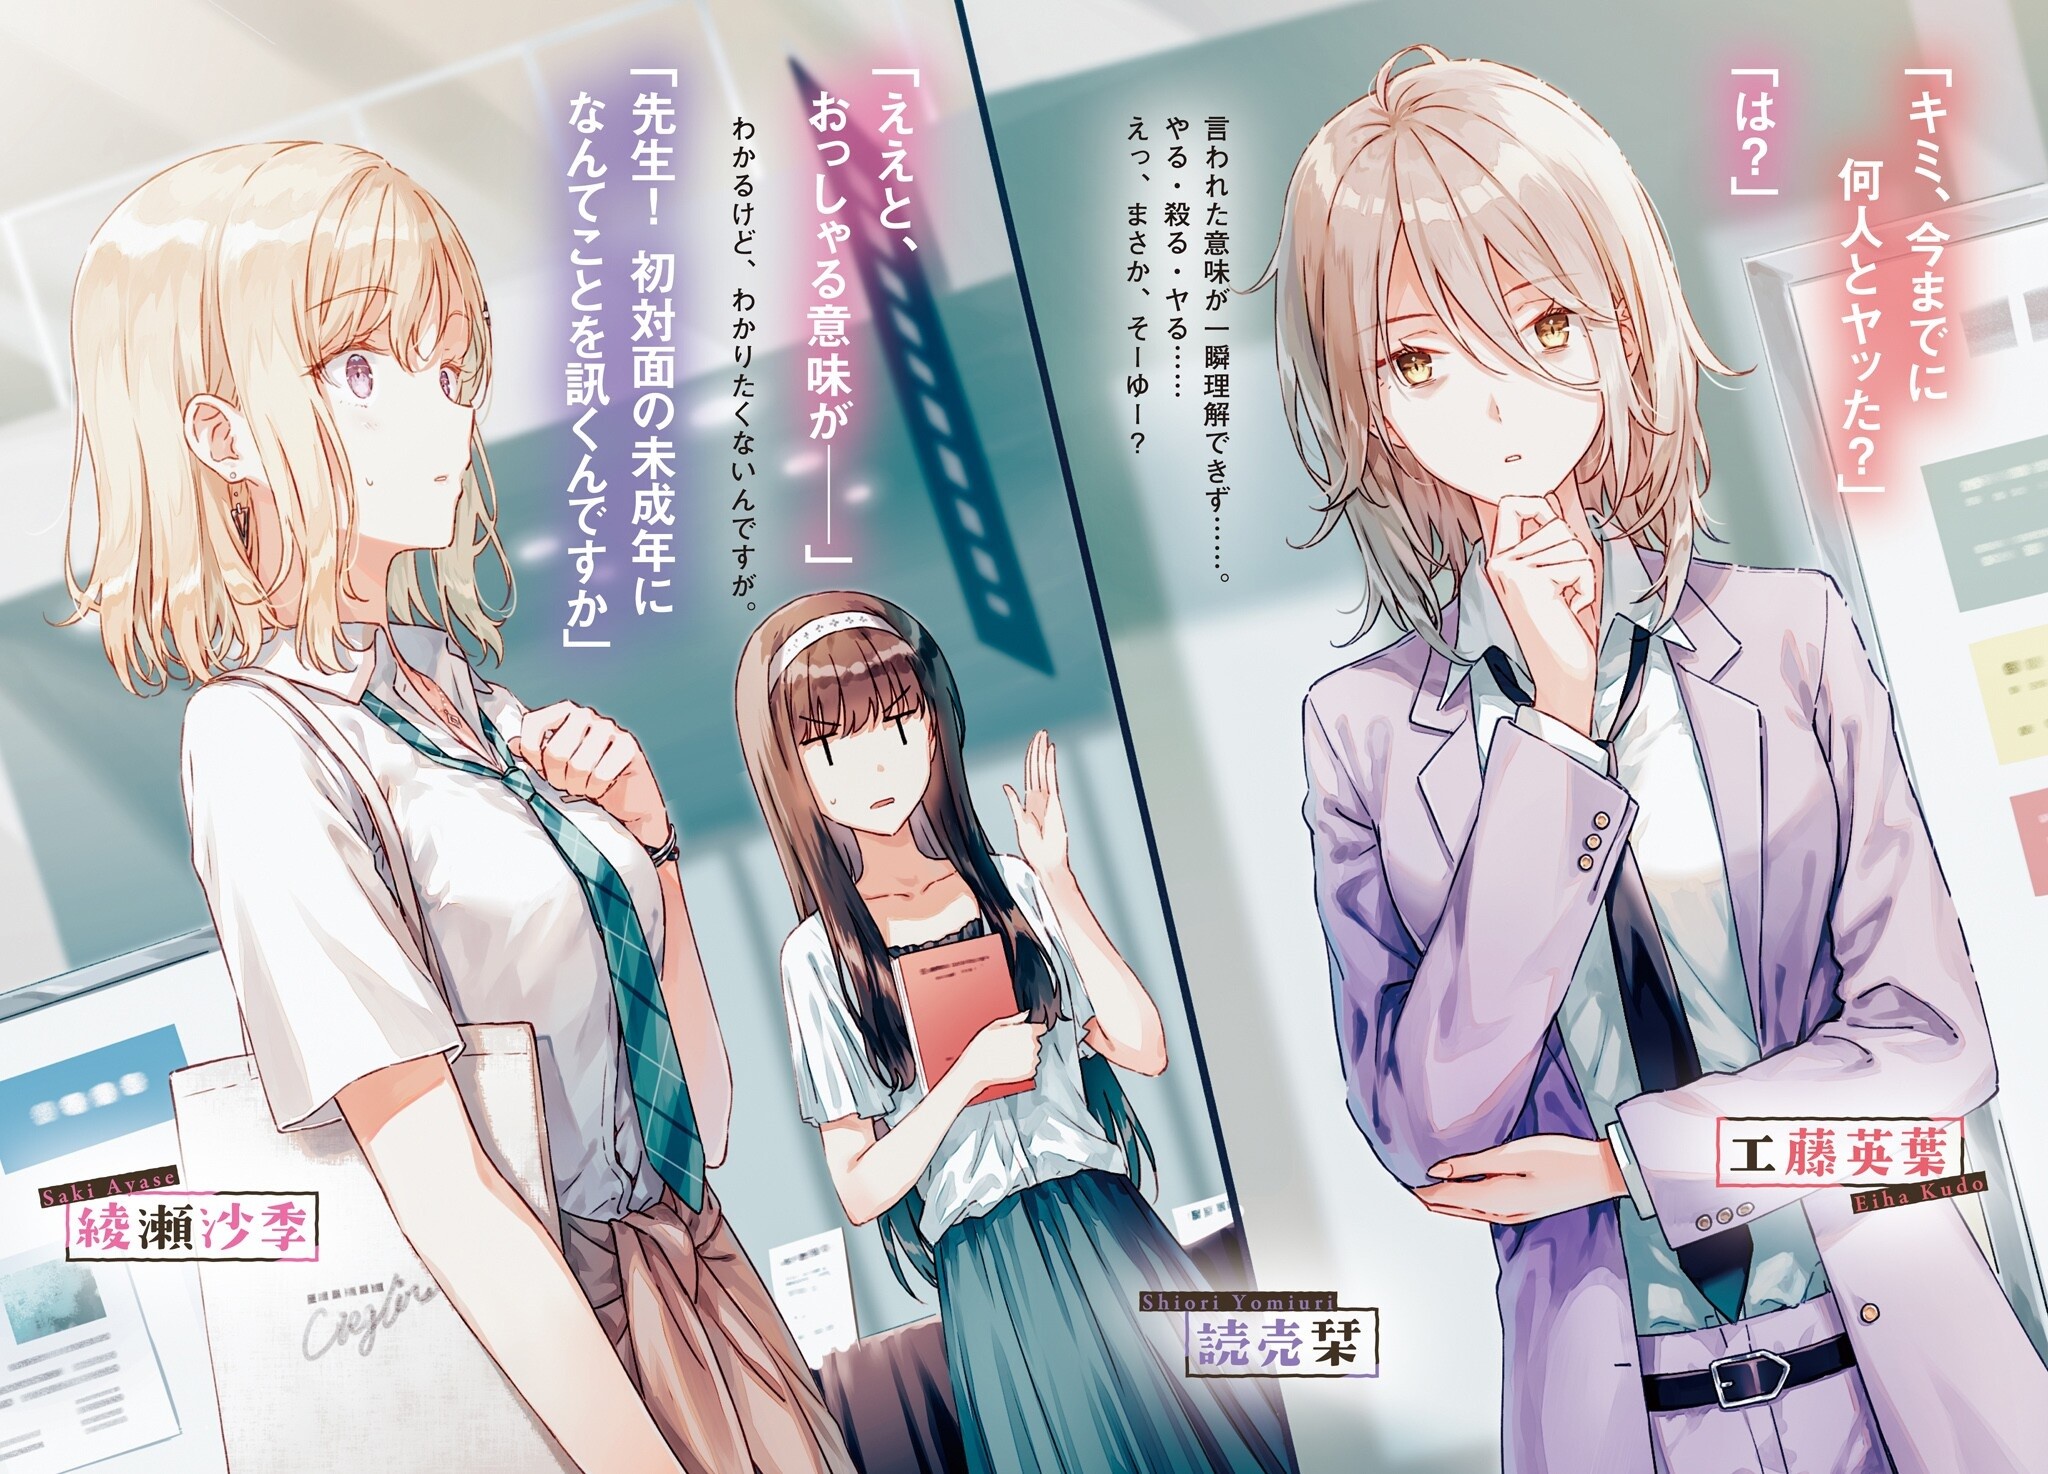 「キミ、今までに
何人とヤッた？」
「は？」
言われた意味が一瞬理解できず……。
やる・殺る・ヤる……
えっ、まさか、そーゆー？
「ええと、
おっしゃる意味が――」
わかるけど、わかりたくないんですが。
「先生！　初対面の未成年に
なんてことを訊くんですか」
工藤英葉
Eiha Kudo
Shiori Yomiuri
読売栞
Saki Ayase
綾瀬沙季